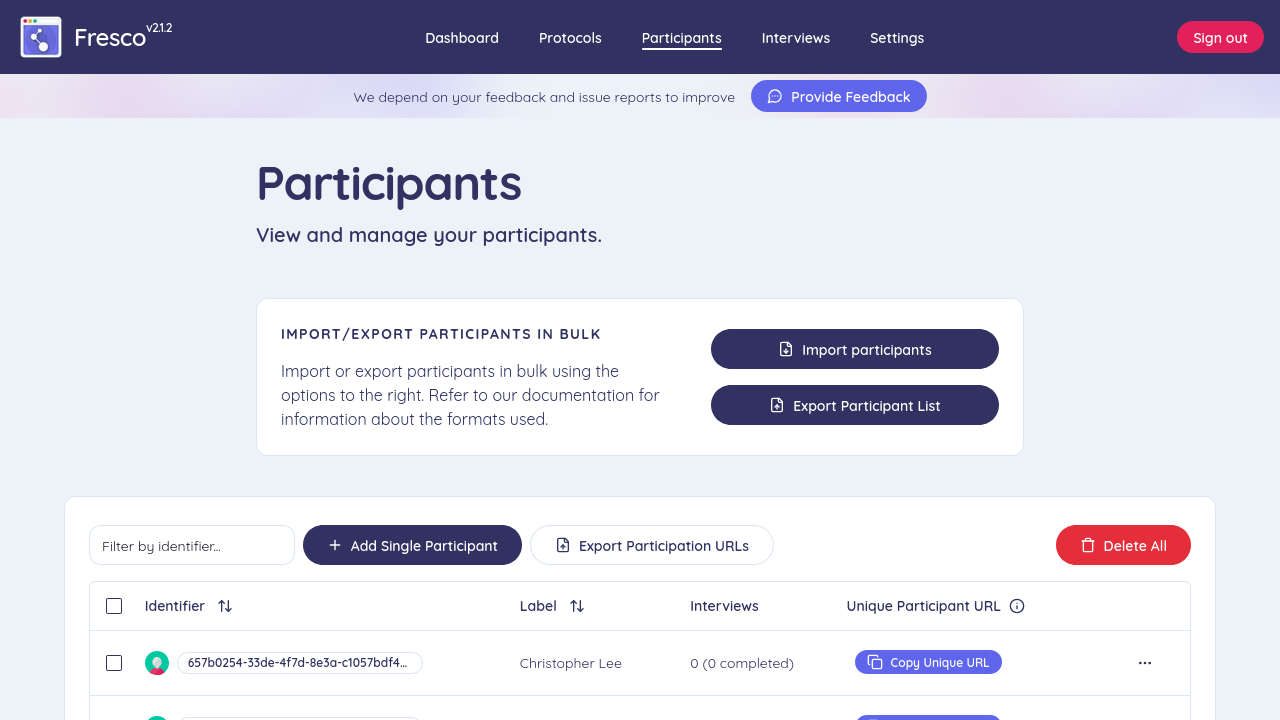 Fresco v2.1.2
Dashboard Protocols Participants Interviews Settings Sign out
We depend on your feedback and issue reports to improve Provide Feedback
Participants
View and manage your participants.
IMPORT/EXPORT PARTICIPANTS IN BULK
Import or export participants in bulk using the
options to the right. Refer to our documentation for
information about the formats used.
Import participants
Export Participant List
Filter by identifier... Add Single Participant Export Participation URLs Delete All
Identifier Label Interviews Unique Participant URL
657b0254-33de-4f7d-8e3a-c1057bdf4... Christopher Lee 0 (0 completed) Copy Unique URL